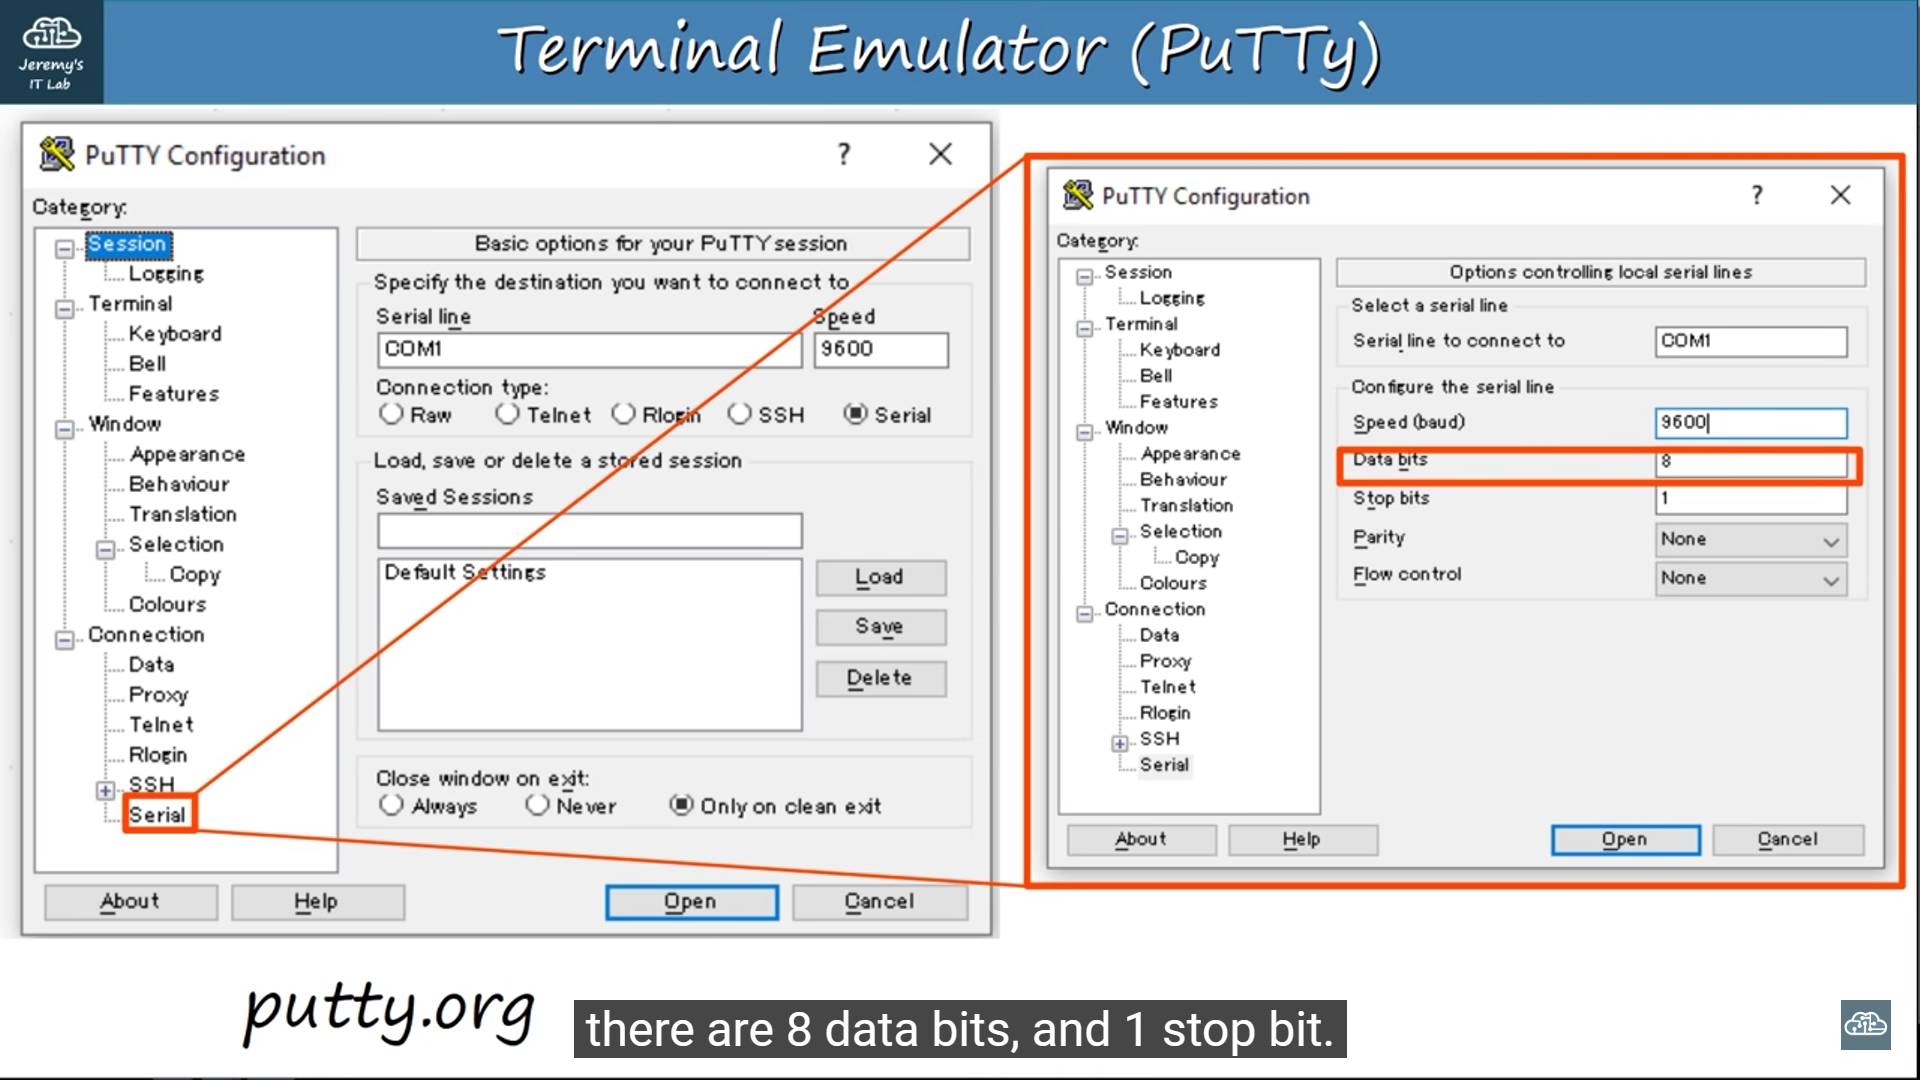 Jeremy's
IT Lab
Terminal Emulator (PuTTy)
PuTTY Configuration
?
Category:
Session
Logging
Terminal
Keyboard
Bell
Features
Window
Appearance
Behaviour
Translation
Selection
Copy
Colours
Connection
Data
Proxy
Telnet
Rlogin
SSH
Serial
Basic options for your PuTTY session
Specify the destination you want to connect to
Serial line Speed
COM1 9600
Connection type:
Raw Telnet Rlogin SSH Serial
Load, save or delete a stored session
Saved Sessions
Default Settings
Load
Save
Delete
Close window on exit:
Always Never Only on clean exit
About Help Open Cancel
PuTTY Configuration
?
Category:
Session
Logging
Terminal
Keyboard
Bell
Features
Window
Appearance
Behaviour
Translation
Selection
Copy
Colours
Connection
Data
Proxy
Telnet
Rlogin
SSH
Serial
Options controlling local serial lines
Select a serial line
Serial line to connect to COM1
Configure the serial line
Speed (baud) 9600
Data bits 8
Stop bits 1
Parity None
Flow control None
About Help Open Cancel
putty.org
there are 8 data bits, and 1 stop bit.